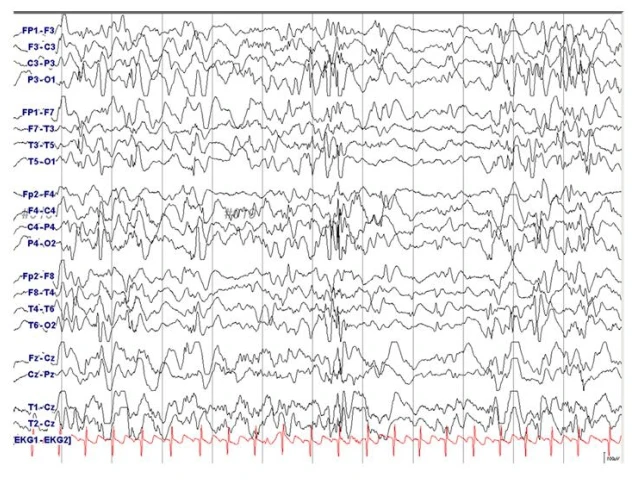 FP1-F3
F3-C3
C3-P3
P3-O1
FP1-F7
F7-T3
T3-T5
T5-O1
Fp2-F4
F4-C4
C4-P4
P4-O2
Fp2-F8
F8-T4
T4-T6
T6-O2
Fz-Cz
Cz-Pz
T1-Cz
T2-Cz
[EKG1-EKG2]